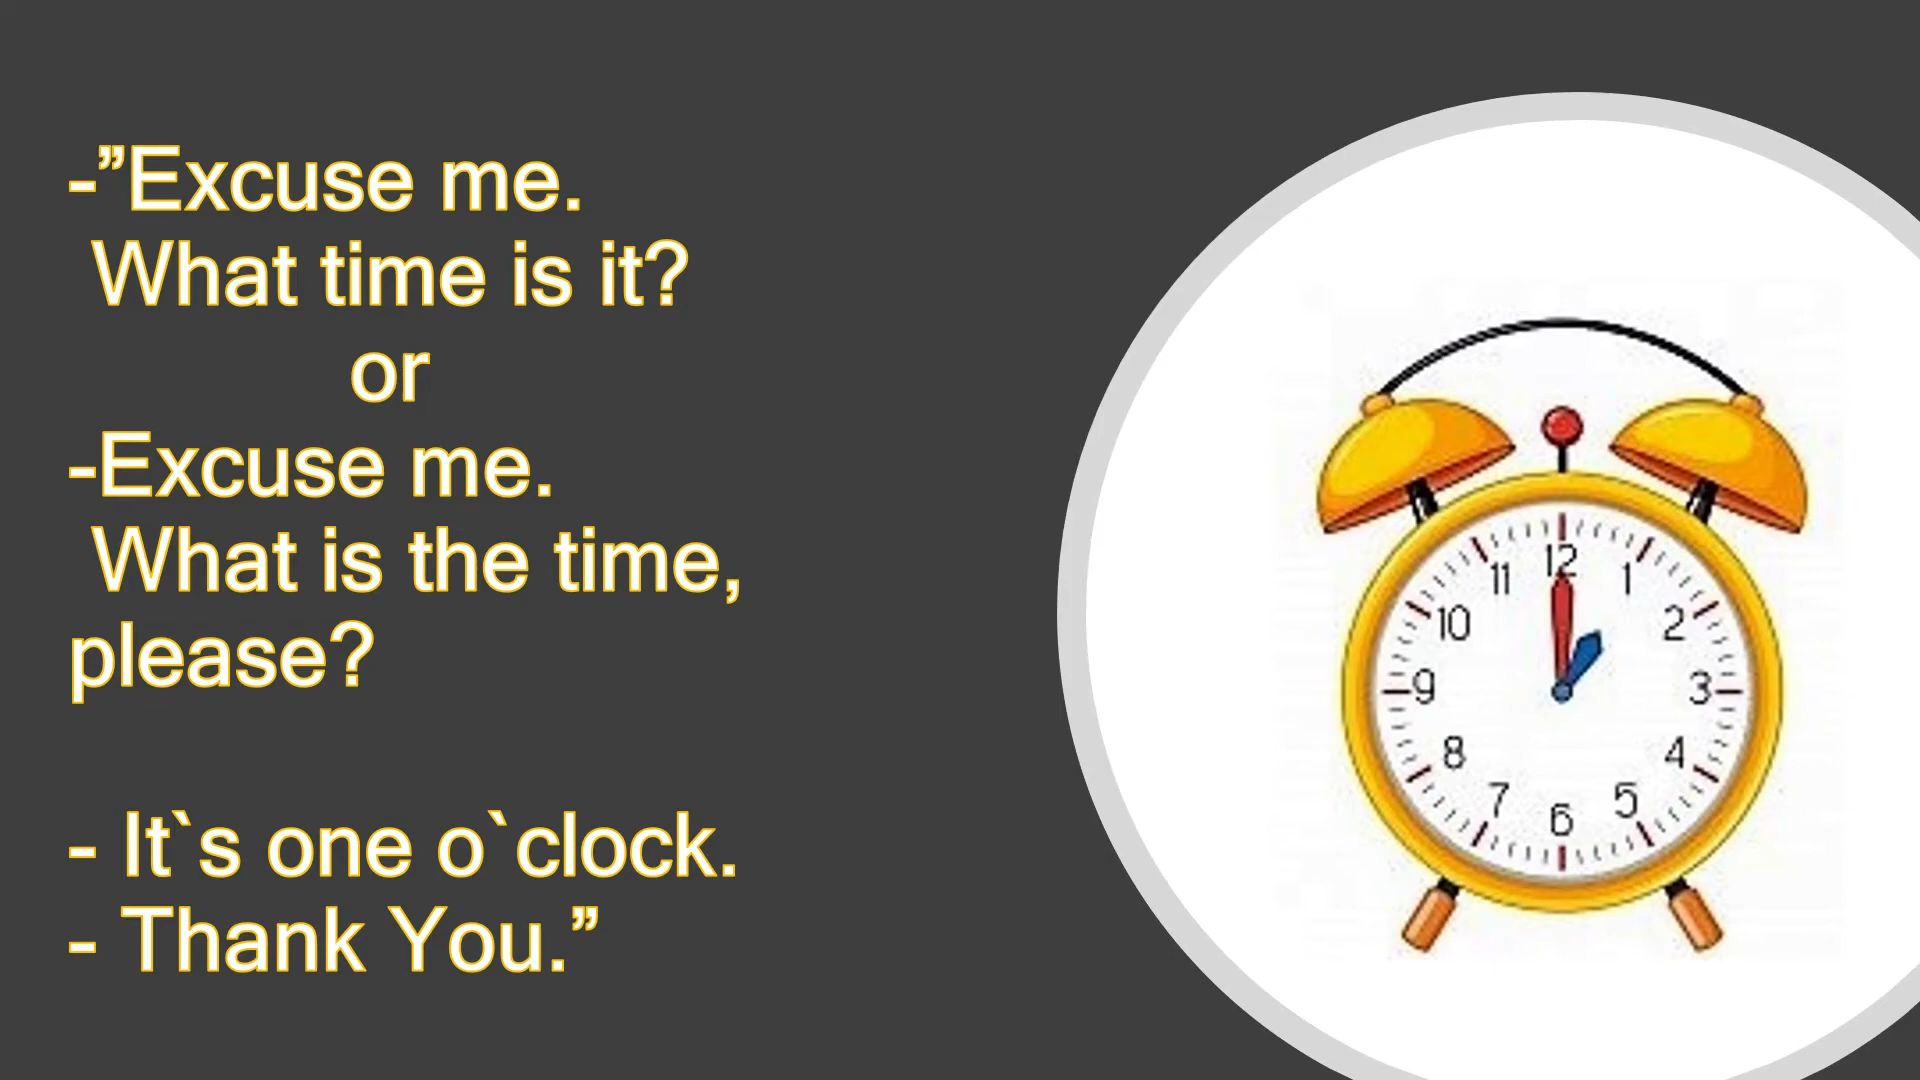 -”Excuse me.
What time is it?
or
-Excuse me.
What is the time,
please?
- It`s one o`clock.
- Thank You.”
12
11
1
10
2
9
3
8
4
7
5
6